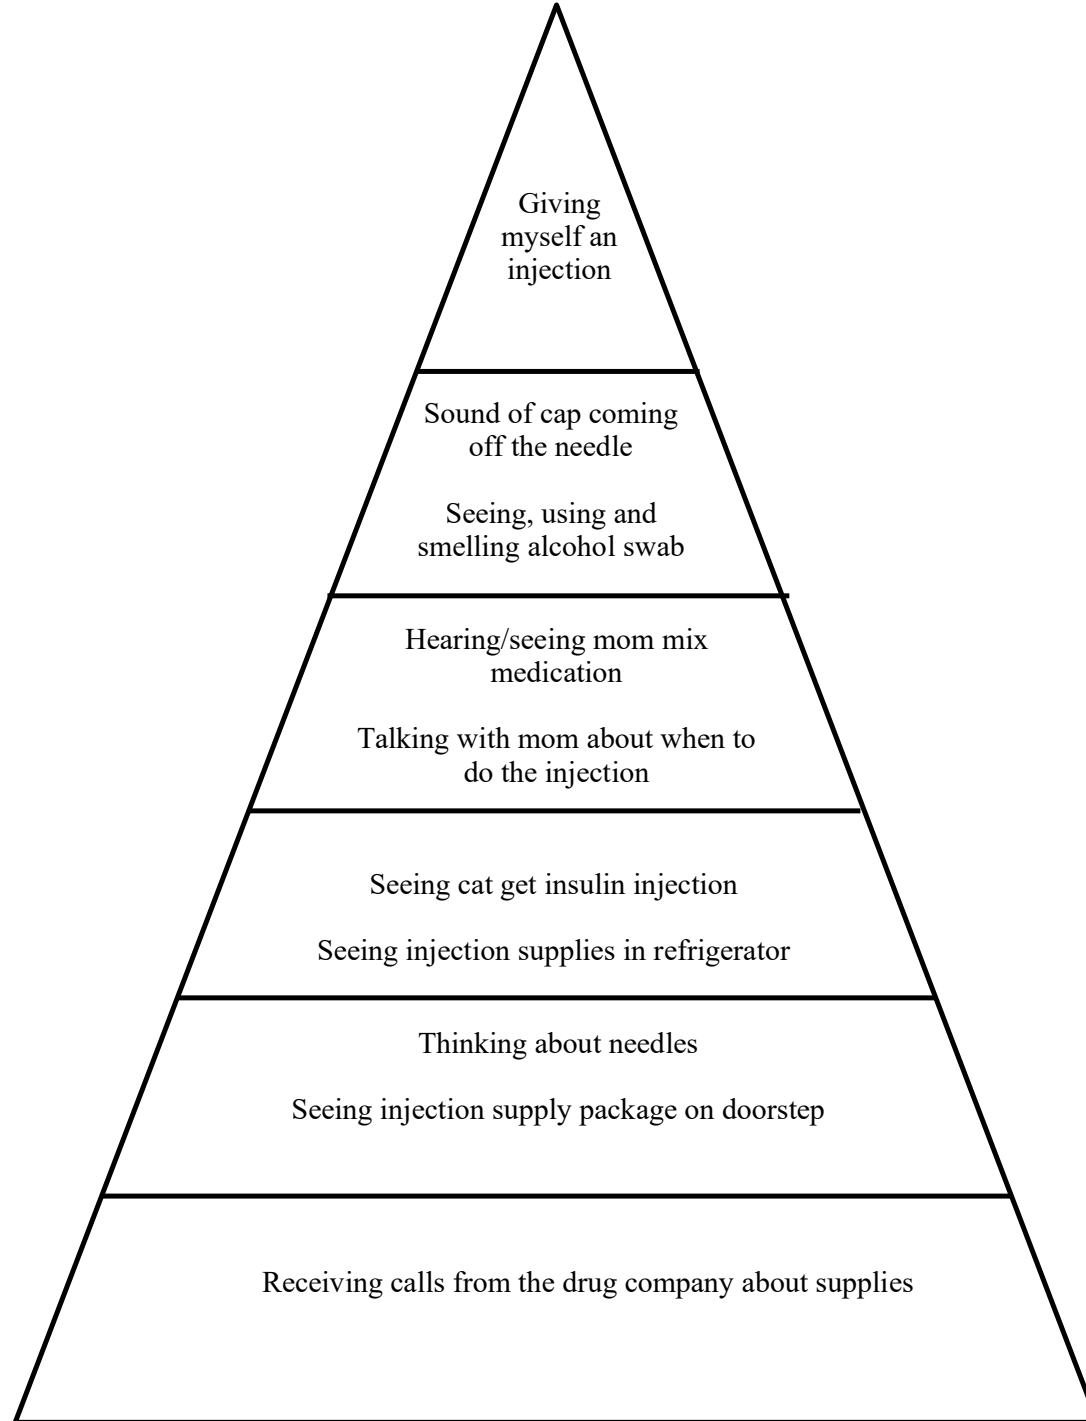 Giving
myself an
injection
Sound of cap coming
off the needle
Seeing, using and
smelling alcohol swab
Hearing/seeing mom mix
medication
Talking with mom about when to
do the injection
Seeing cat get insulin injection
Seeing injection supplies in refrigerator
Thinking about needles
Seeing injection supply package on doorstep
Receiving calls from the drug company about supplies